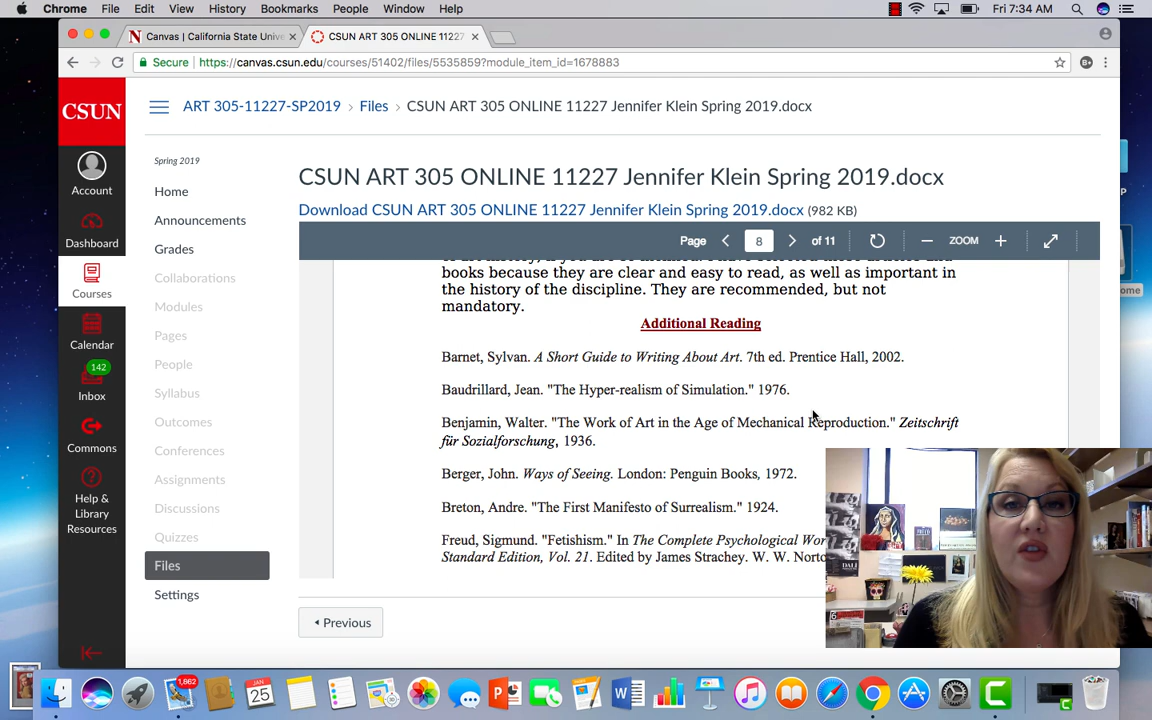 Chrome File Edit View History Bookmarks People Window Help Fri 7:34 AM
Canvas | California State Unive
CSUN ART 305 ONLINE 11227
Secure https://canvas.csun.edu/courses/51402/files/5535859?module_item_id=1678883
CSUN
ART 305-11227-SP2019 › Files › CSUN ART 305 ONLINE 11227 Jennifer Klein Spring 2019.docx
Account
Dashboard
Courses
Calendar
142
Inbox
Commons
Help &
Library
Resources
Spring 2019
Home
Announcements
Grades
Collaborations
Modules
Pages
People
Syllabus
Outcomes
Conferences
Assignments
Discussions
Quizzes
Files
Settings
CSUN ART 305 ONLINE 11227 Jennifer Klein Spring 2019.docx
Download CSUN ART 305 ONLINE 11227 Jennifer Klein Spring 2019.docx (982 KB)
Page 8 of 11 ZOOM
books because they are clear and easy to read, as well as important in
the history of the discipline. They are recommended, but not
mandatory.
Additional Reading
Barnet, Sylvan. A Short Guide to Writing About Art. 7th ed. Prentice Hall, 2002.
Baudrillard, Jean. "The Hyper-realism of Simulation." 1976.
Benjamin, Walter. "The Work of Art in the Age of Mechanical Reproduction." Zeitschrift
für Sozialforschung, 1936.
Berger, John. Ways of Seeing. London: Penguin Books, 1972.
Breton, Andre. "The First Manifesto of Surrealism." 1924.
Freud, Sigmund. "Fetishism." In The Complete Psychological Wor
Standard Edition, Vol. 21. Edited by James Strachey. W. W. Norto
Previous
DALI
1,662
JAN
25